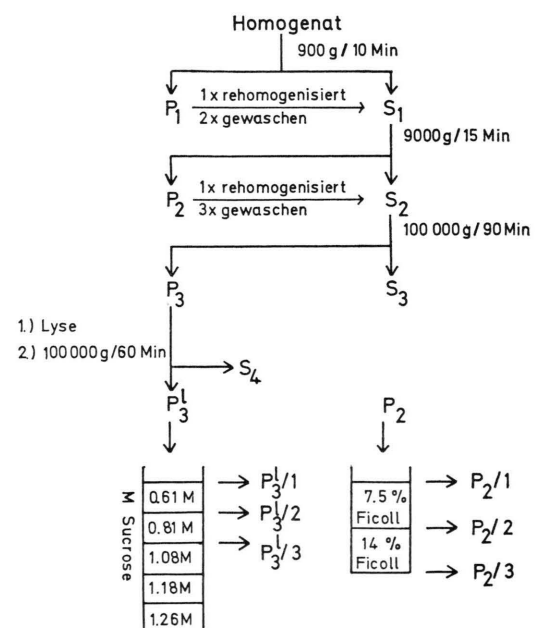 Homogenat
900 g / 10 Min
P1 1x rehomogenisiert S1
2x gewaschen
9000 g/15 Min
P2 1x rehomogenisiert S2
3x gewaschen
100 000 g/90 Min
P3 S3
1.) Lyse
2.) 100 000 g/60 Min
S4
P3l P2
M Sucrose
0.61 M
0.81 M
1.08M
1.18M
1.26M
P3l/1
P3l/2
P3l/3
7.5 %
Ficoll
14 %
Ficoll
P2/1
P2/2
P2/3